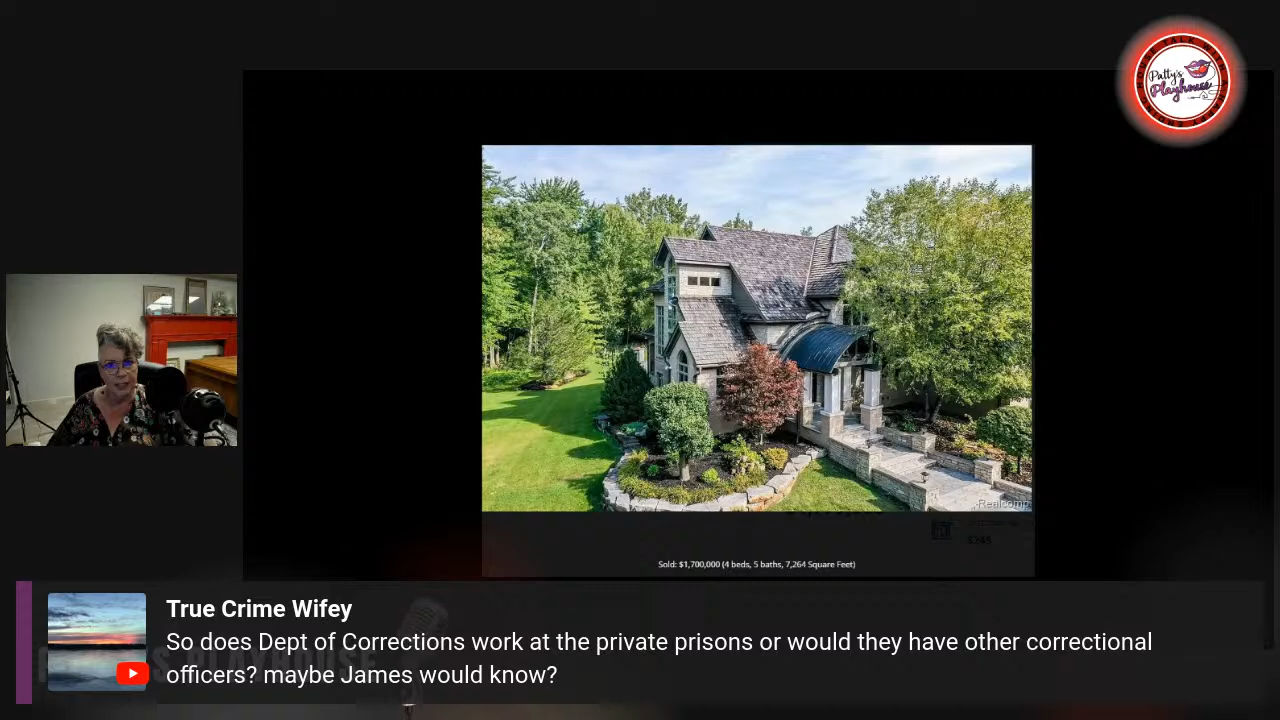 Patty's
Playhouse
Realcomp
$245
Sold: $1,700,000 (4 beds, 5 baths, 7,264 Square Feet)
True Crime Wifey
So does Dept of Corrections work at the private prisons or would they have other correctional
officers? maybe James would know?